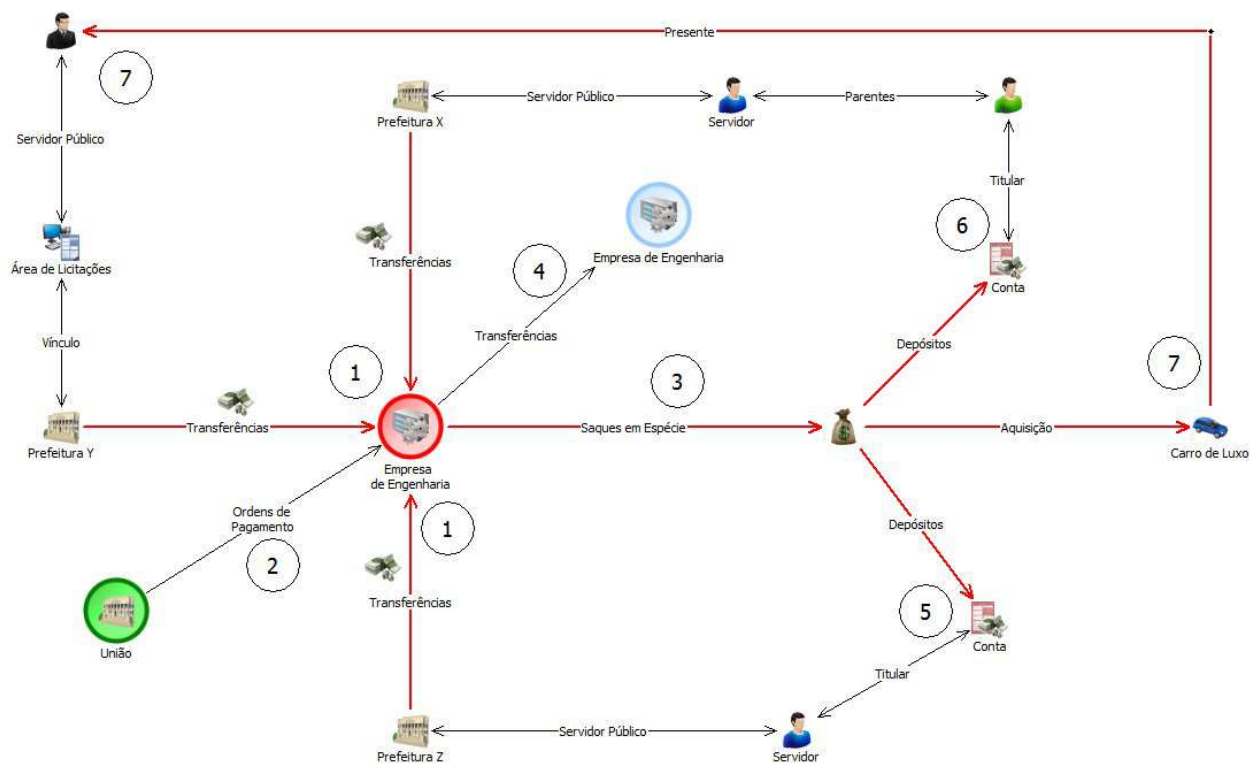 Presente
7
Servidor Público
Parentes
Prefeitura X
Servidor
Servidor Público
Titular
6
Área de Licitações
Transferências
4
Empresa de Engenharia
Conta
Vínculo
Transferências
Depósitos
1
3
7
Prefeitura Y
Transferências
Saques em Espécie
Aquisição
Carro de Luxo
Empresa
de Engenharia
Ordens de
Pagamento
1
Depósitos
2
Transferências
5
União
Conta
Titular
Servidor Público
Prefeitura Z
Servidor